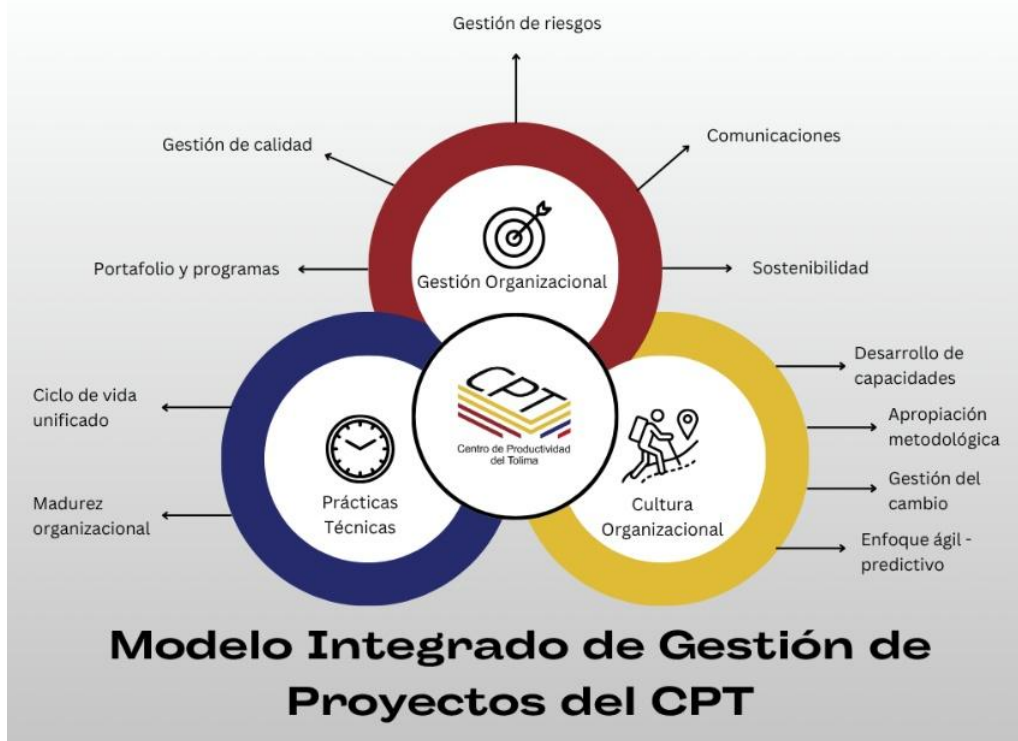 Gestión de riesgos
Gestión de calidad
Comunicaciones
Portafolio y programas
Gestión Organizacional
Sostenibilidad
Ciclo de vida
unificado
Madurez
organizacional
Prácticas
Técnicas
CPT
Centro de Productividad
del Tolima
Cultura
Organizacional
Desarrollo de
capacidades
Apropiación
metodológica
Gestión del
cambio
Enfoque ágil -
predictivo
Modelo Integrado de Gestión de
Proyectos del CPT